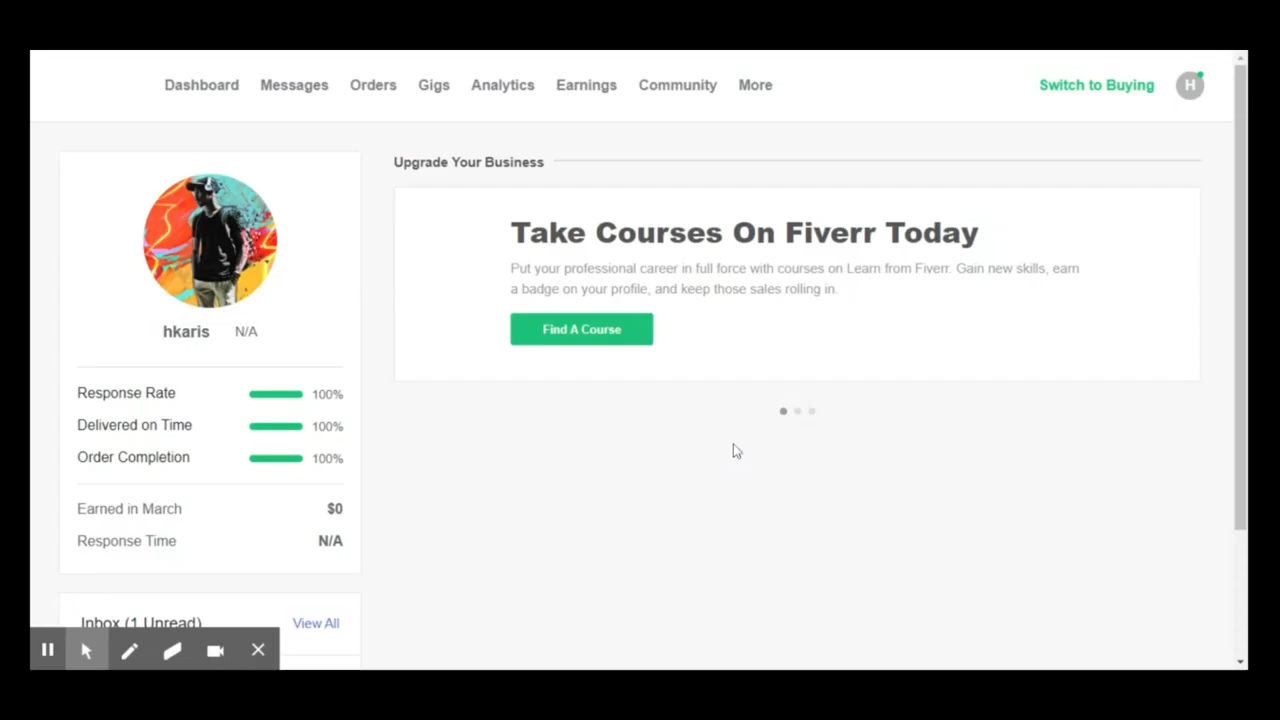 Dashboard Messages Orders Gigs Analytics Earnings Community More Switch to Buying H
hkaris N/A
Response Rate 100%
Delivered on Time 100%
Order Completion 100%
Earned in March $0
Response Time N/A
Inbox (1 Unread) View All
Upgrade Your Business
Take Courses On Fiverr Today
Put your professional career in full force with courses on Learn from Fiverr. Gain new skills, earn
a badge on your profile, and keep those sales rolling in.
Find A Course